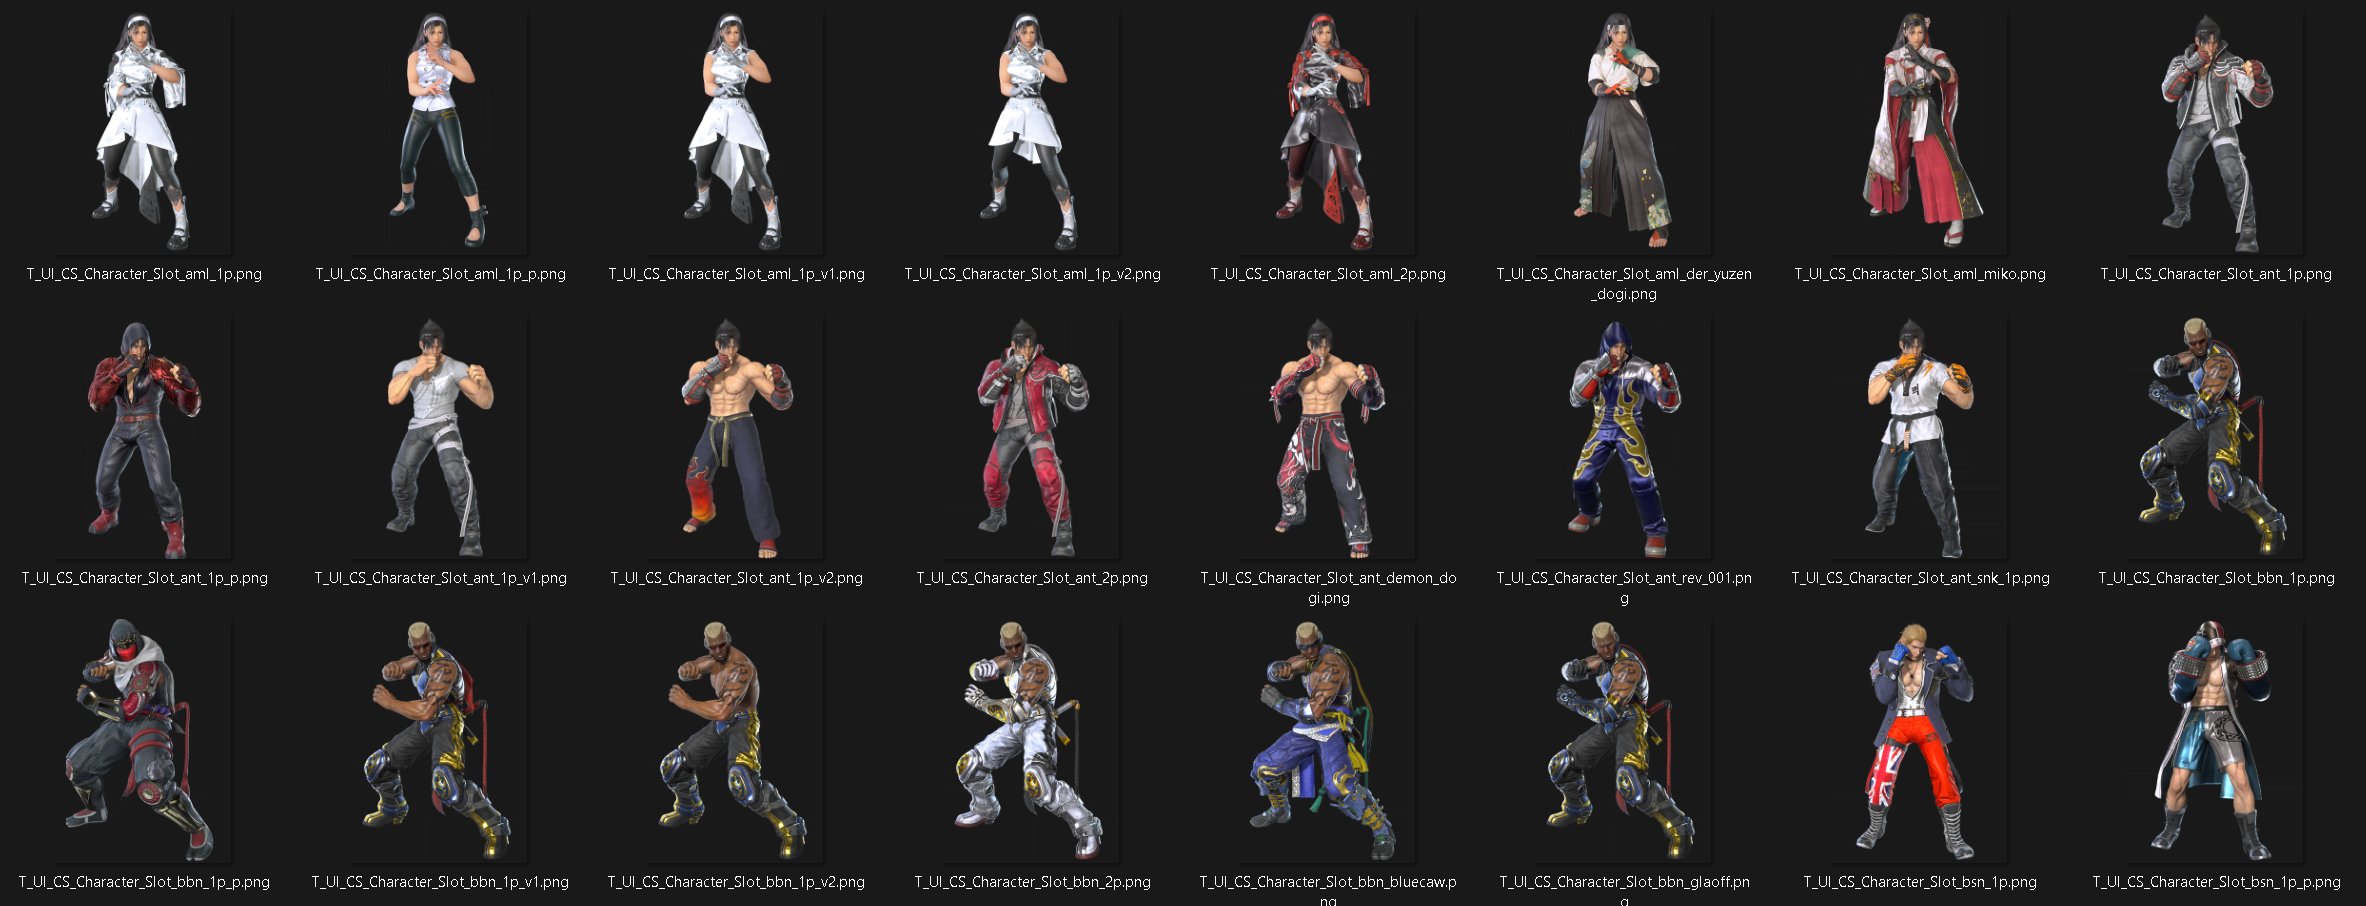 T_UI_CS_Character_Slot_aml_1p.png
T_UI_CS_Character_Slot_aml_1p_p.png
T_UI_CS_Character_Slot_aml_1p_v1.png
T_UI_CS_Character_Slot_aml_1p_v2.png
T_UI_CS_Character_Slot_aml_2p.png
T_UI_CS_Character_Slot_aml_der_yuzen
_dogi.png
T_UI_CS_Character_Slot_aml_miko.png
T_UI_CS_Character_Slot_ant_1p.png
T_UI_CS_Character_Slot_ant_1p_p.png
T_UI_CS_Character_Slot_ant_1p_v1.png
T_UI_CS_Character_Slot_ant_1p_v2.png
T_UI_CS_Character_Slot_ant_2p.png
T_UI_CS_Character_Slot_ant_demon_do
gi.png
T_UI_CS_Character_Slot_ant_rev_001.pn
g
T_UI_CS_Character_Slot_ant_snk_1p.png
T_UI_CS_Character_Slot_bbn_1p.png
T_UI_CS_Character_Slot_bbn_1p_p.png
T_UI_CS_Character_Slot_bbn_1p_v1.png
T_UI_CS_Character_Slot_bbn_1p_v2.png
T_UI_CS_Character_Slot_bbn_2p.png
T_UI_CS_Character_Slot_bbn_bluecaw.p
ng
T_UI_CS_Character_Slot_bbn_glaoff.pn
g
T_UI_CS_Character_Slot_bsn_1p.png
T_UI_CS_Character_Slot_bsn_1p_p.png